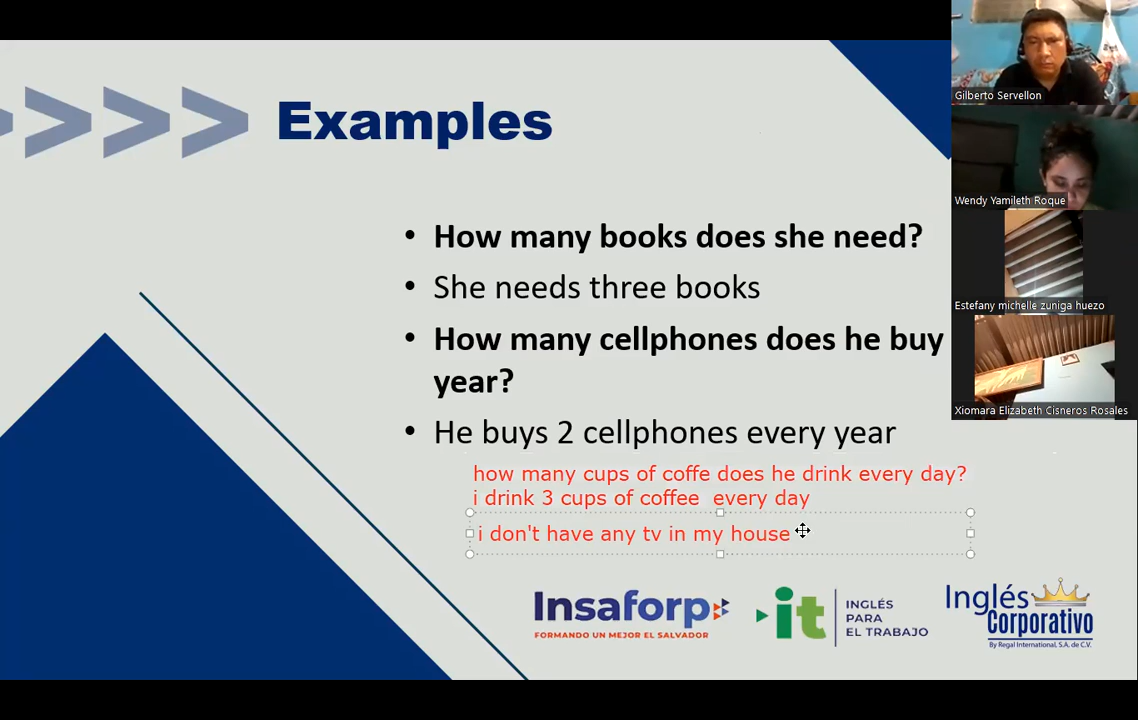 Examples
• How many books does she need?
• She needs three books
• How many cellphones does he buy
year?
• He buys 2 cellphones every year
how many cups of coffe does he drink every day?
i drink 3 cups of coffee  every day
i don't have any tv in my house
Insaforp
FORMANDO UN MEJOR EL SALVADOR
it
INGLÉS
PARA
EL TRABAJO
Inglés
Corporativo
By Regal International, S.A. de C.V.
Gilberto Servellon
Wendy Yamileth Roque
Estefany michelle zuniga huezo
Xiomara Elizabeth Cisneros Rosales